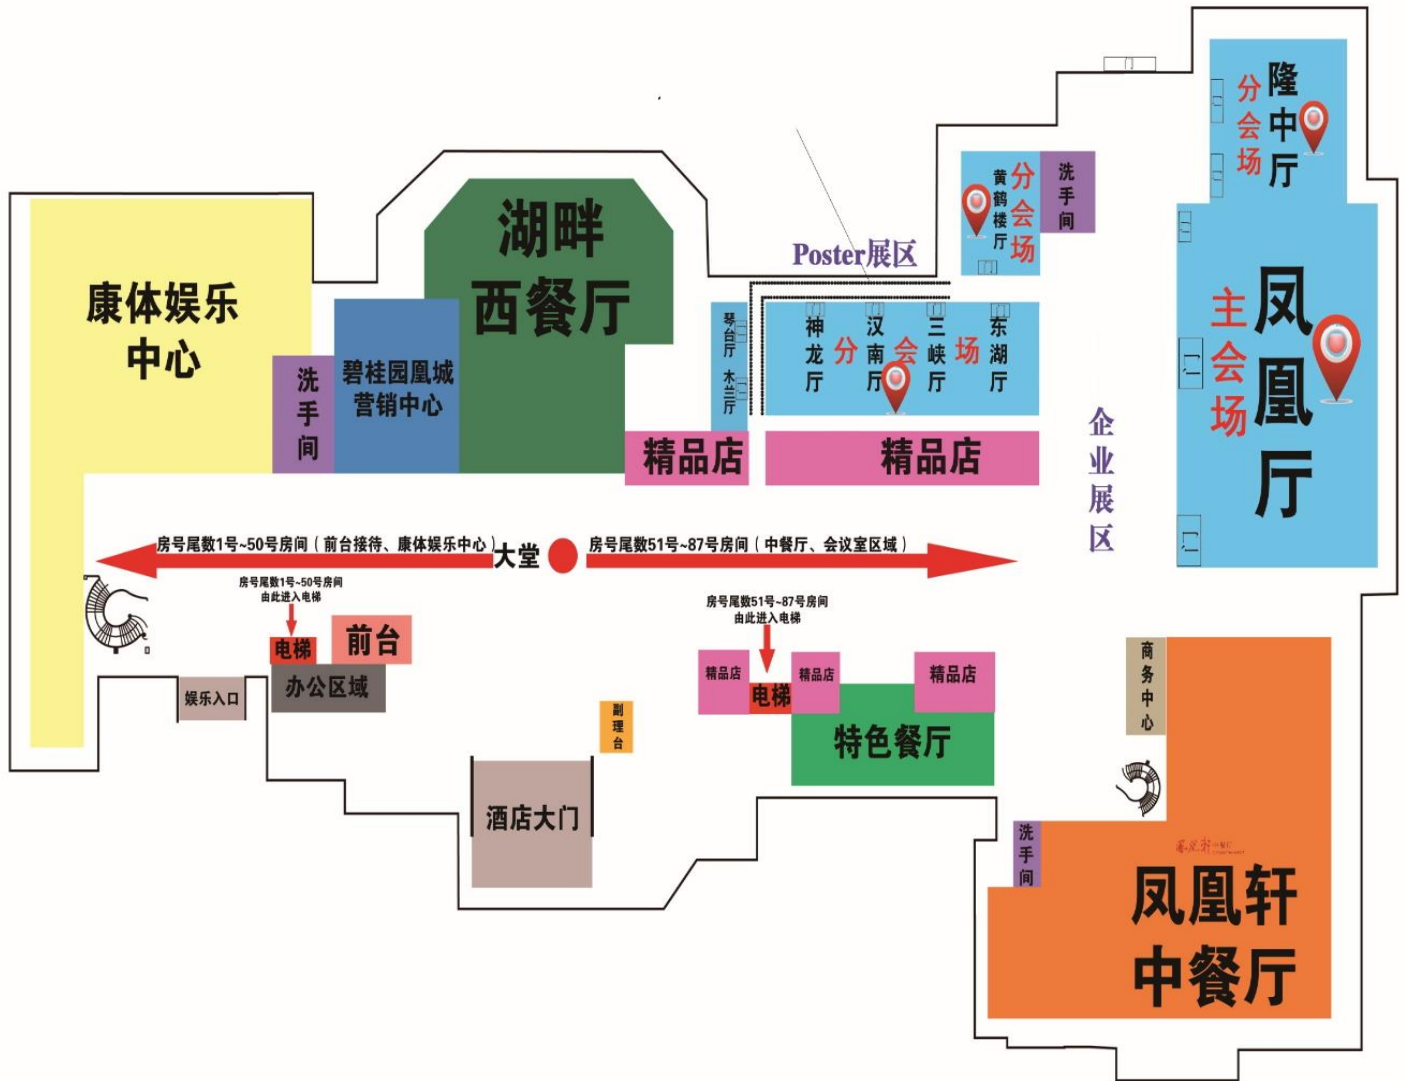 隆中厅
分会场
黄鹤楼厅
分会场
洗手间
Poster展区
湖畔
西餐厅
康体娱乐
中心
洗手间
碧桂园凰城
营销中心
琴台厅
木兰厅
神龙厅
汉南厅
三峡厅
东湖厅
分会场
主会场
凤凰厅
精品店
精品店
企业展区
房号尾数1号~50号房间（前台接待、康体娱乐中心）
大堂
房号尾数51号~87号房间（中餐厅、会议室区域）
房号尾数1号~50号房间
由此进入电梯
房号尾数51号~87号房间
由此进入电梯
电梯
前台
办公区域
娱乐入口
精品店
电梯
精品店
精品店
特色餐厅
副理台
酒店大门
商务中心
洗手间
凤凰轩
凤凰轩
中餐厅